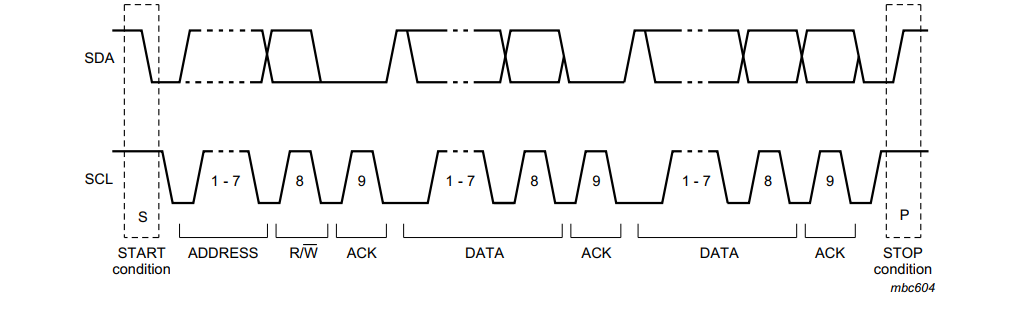 SDA
SCL
1 - 7
8
9
1 - 7
8
9
1 - 7
8
9
S
P
START
condition
ADDRESS
R/W̅
ACK
DATA
ACK
DATA
ACK
STOP
condition
mbc604